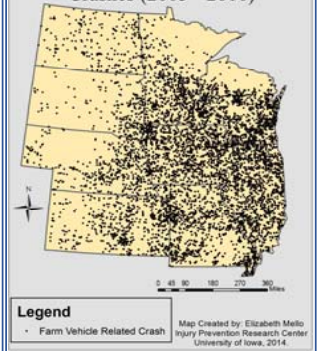 N
0 45 90 180 270 360
Miles
Legend
Farm Vehicle Related Crash
Map Created by: Elizabeth Mello
Injury Prevention Research Center
University of Iowa, 2014.